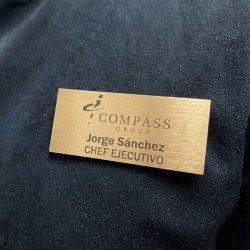 COMPASS
GROUP
Jorge Sánchez
CHEF EJECUTIVO